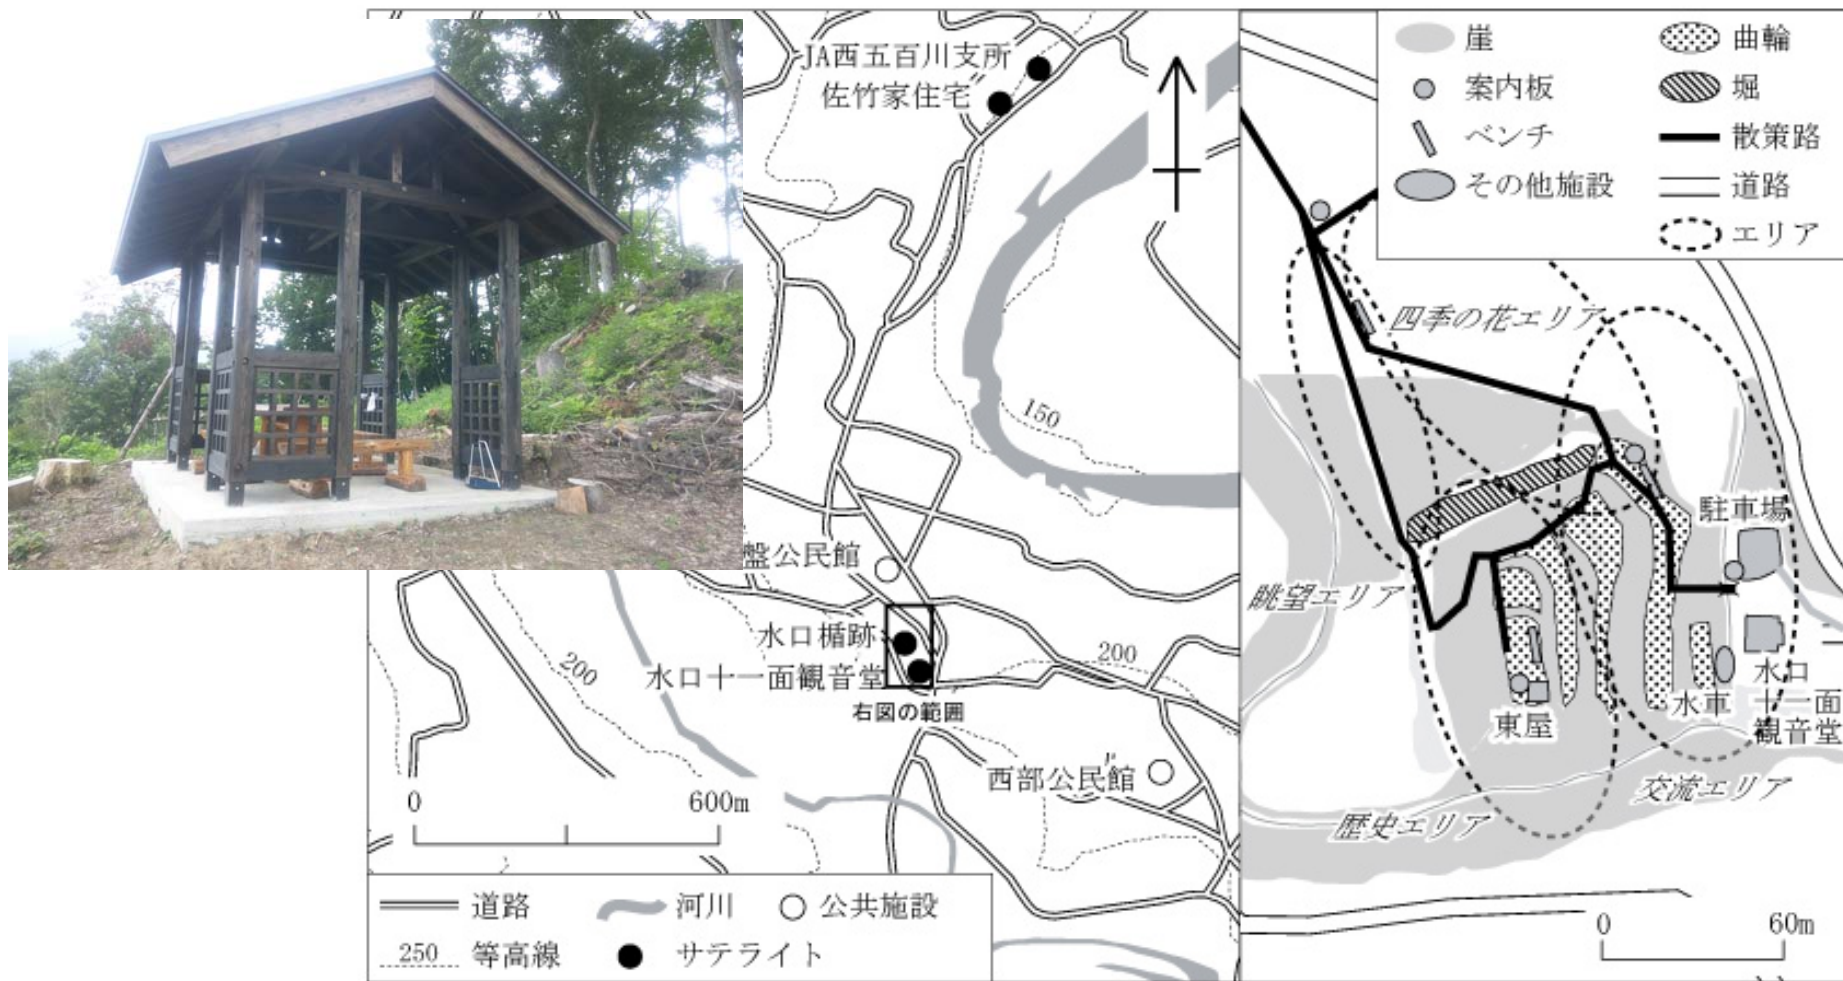 JA西五百川支所
佐竹家住宅
150
盤公民館
水口楯跡
水口十一面観音堂
右図の範囲
200
200
西部公民館
0 600m
道路
河川
公共施設
250
等高線
サテライト
崖
曲輪
案内板
堀
ベンチ
散策路
その他施設
道路
エリア
四季の花エリア
駐車場
眺望エリア
水口
十一面
観音堂
水車
東屋
交流エリア
歴史エリア
0 60m